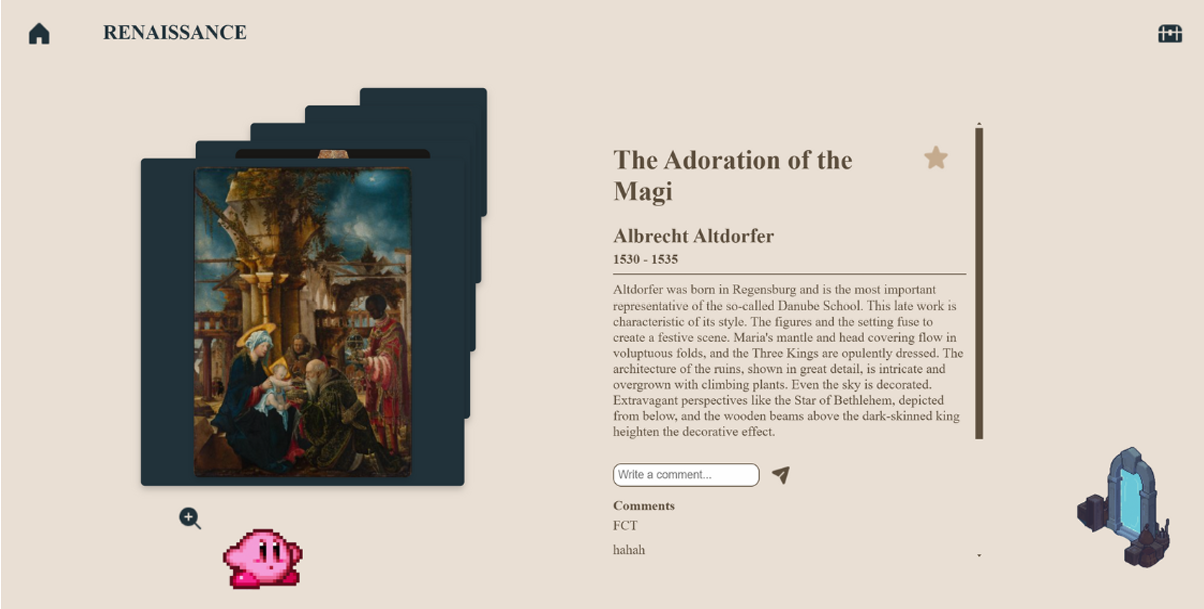 RENAISSANCE
The Adoration of the
Magi
Albrecht Altdorfer
1530 - 1535
Altdorfer was born in Regensburg and is the most important
representative of the so-called Danube School. This late work is
characteristic of its style. The figures and the setting fuse to
create a festive scene. Maria's mantle and head covering flow in
voluptuous folds, and the Three Kings are opulently dressed. The
architecture of the ruins, shown in great detail, is intricate and
overgrown with climbing plants. Even the sky is decorated.
Extravagant perspectives like the Star of Bethlehem, depicted
from below, and the wooden beams above the dark-skinned king
heighten the decorative effect.
Write a comment...
Comments
FCT
hahah